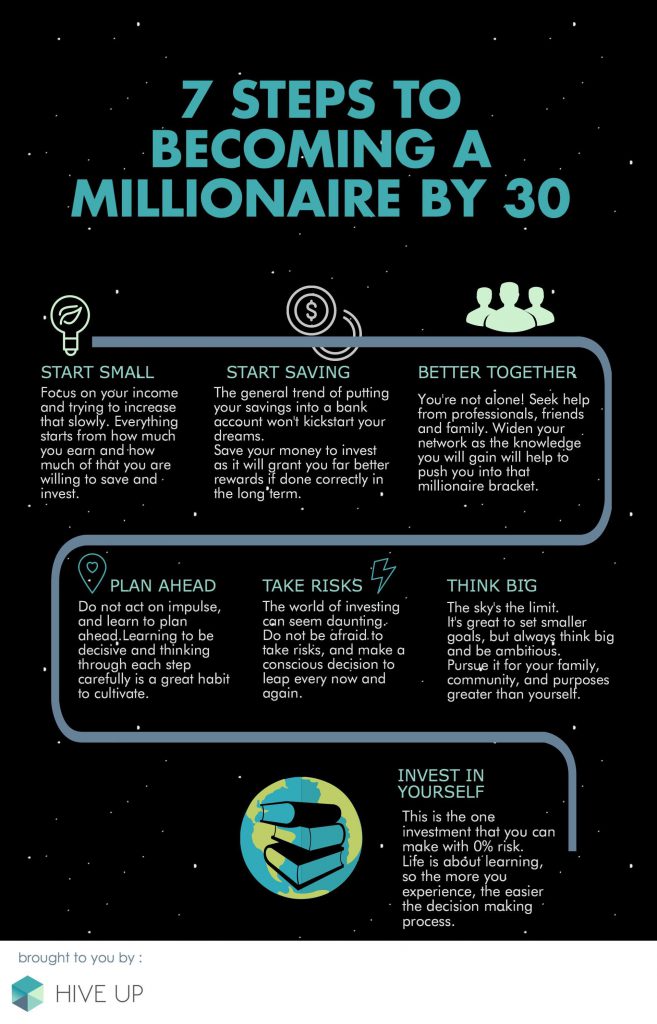 7 STEPS TO
BECOMING A
MILLIONAIRE BY 30
$
START SMALL
Focus on your income
and trying to increase
that slowly. Everything
starts from how much
you earn and how
much of that you are
willing to save and
invest.
START SAVING
The general trend of putting
your savings into a bank
account won't kickstart your
dreams.
Save your money to invest
as it will grant you far better
rewards if done correctly in
the long term.
BETTER TOGETHER
You're not alone! Seek help
from professionals, friends
and family. Widen your
network as the knowledge
you will gain will help to
push you into that
millionaire bracket.
PLAN AHEAD
Do not act on impulse,
and learn to plan
ahead.Learning to be
decisive and thinking
through each step
carefully is a great habit
to cultivate.
TAKE RISKS
The world of investing
can seem daunting.
Do not be afraid to
take risks, and make a
conscious decision to
leap every now and
again.
THINK BIG
The sky's the limit.
It's great to set smaller
goals, but always think big
and be ambitious.
Pursue it for your family,
community, and purposes
greater than yourself.
INVEST IN
YOURSELF
This is the one
investment that you can
make with 0% risk.
Life is about learning,
so the more you
experience, the easier
the decision making
process.
brought to you by :
HIVE UP